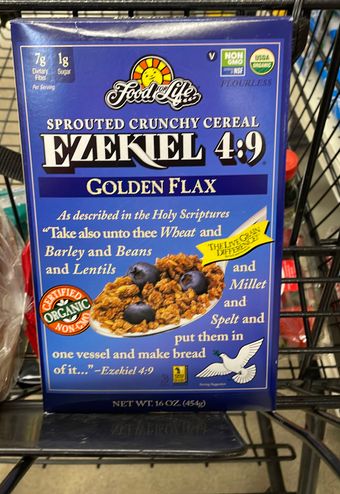 7g 1g
Dietary Fiber Sugar
Per Serving
V
NON GMO
NSF
USDA ORGANIC
FLOURLESS
Food for Life
SPROUTED CRUNCHY CEREAL
EZEKIEL 4:9
GOLDEN FLAX
As described in the Holy Scriptures
“Take also unto thee Wheat and
Barley and Beans
and Lentils
THE LIVE GRAIN
DIFFERENCE!
and
Millet
and
Spelt and
CERTIFIED
ORGANIC
NON-GMO
put them in
one vessel and make bread
of it...” –Ezekiel 4:9
Serving Suggestion
NET WT. 16 OZ. (454g)